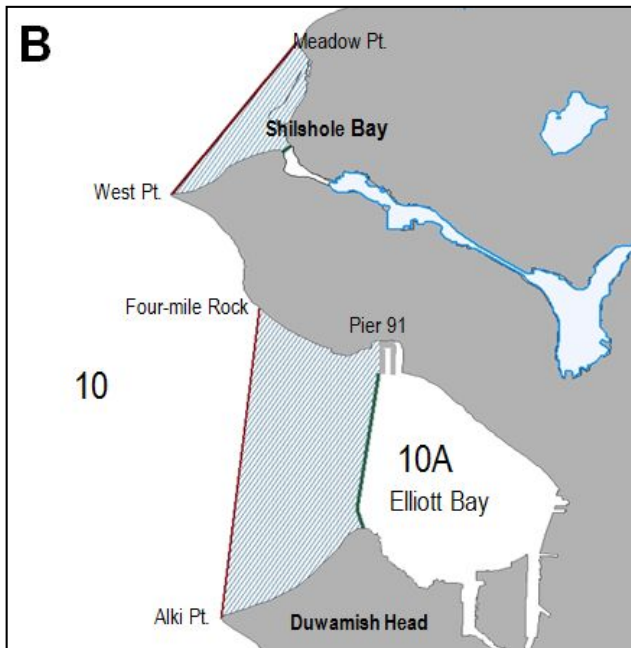 B
Meadow Pt.
Shilshole Bay
West Pt.
Four-mile Rock
Pier 91
10
10A
Elliott Bay
Alki Pt.
Duwamish Head